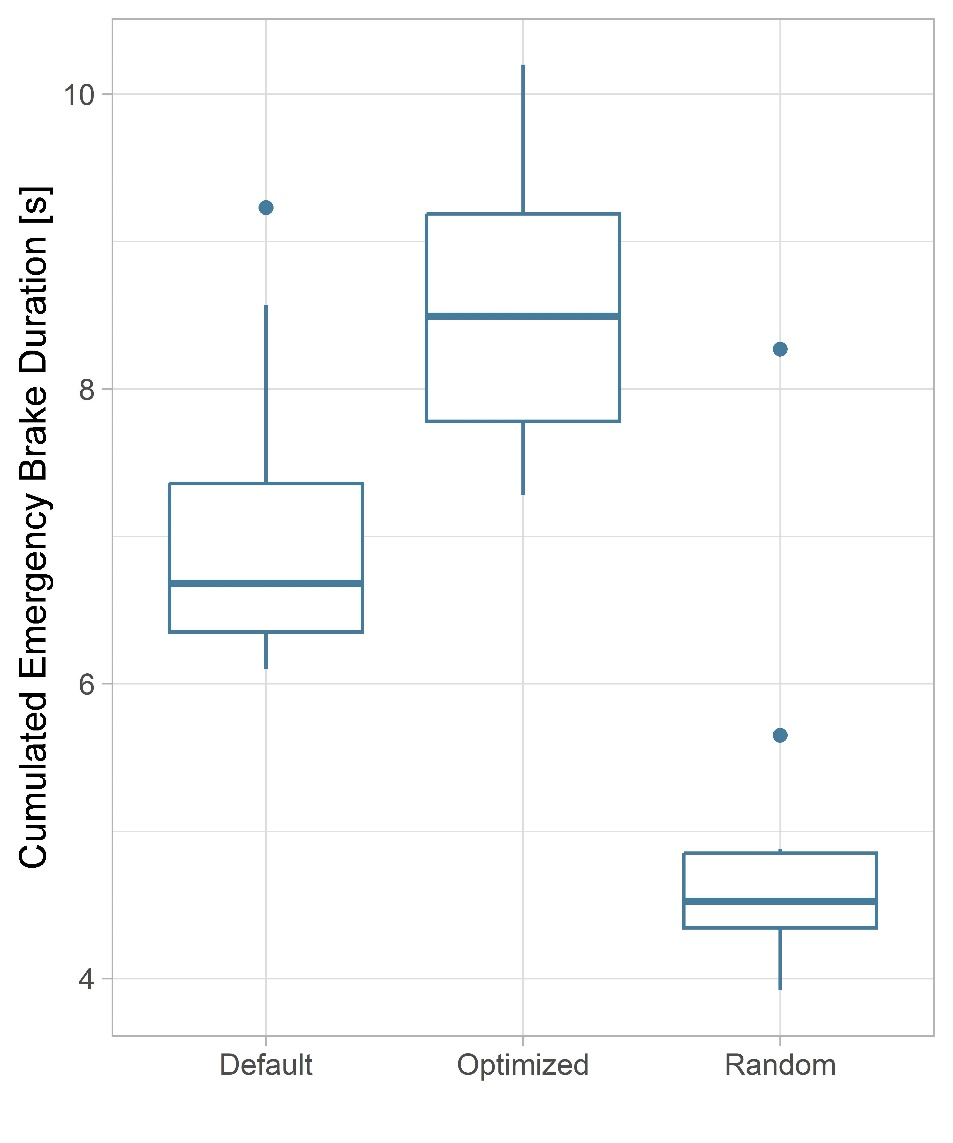 Cumulated Emergency Brake Duration [s]
10
8
6
4
Default Optimized Random